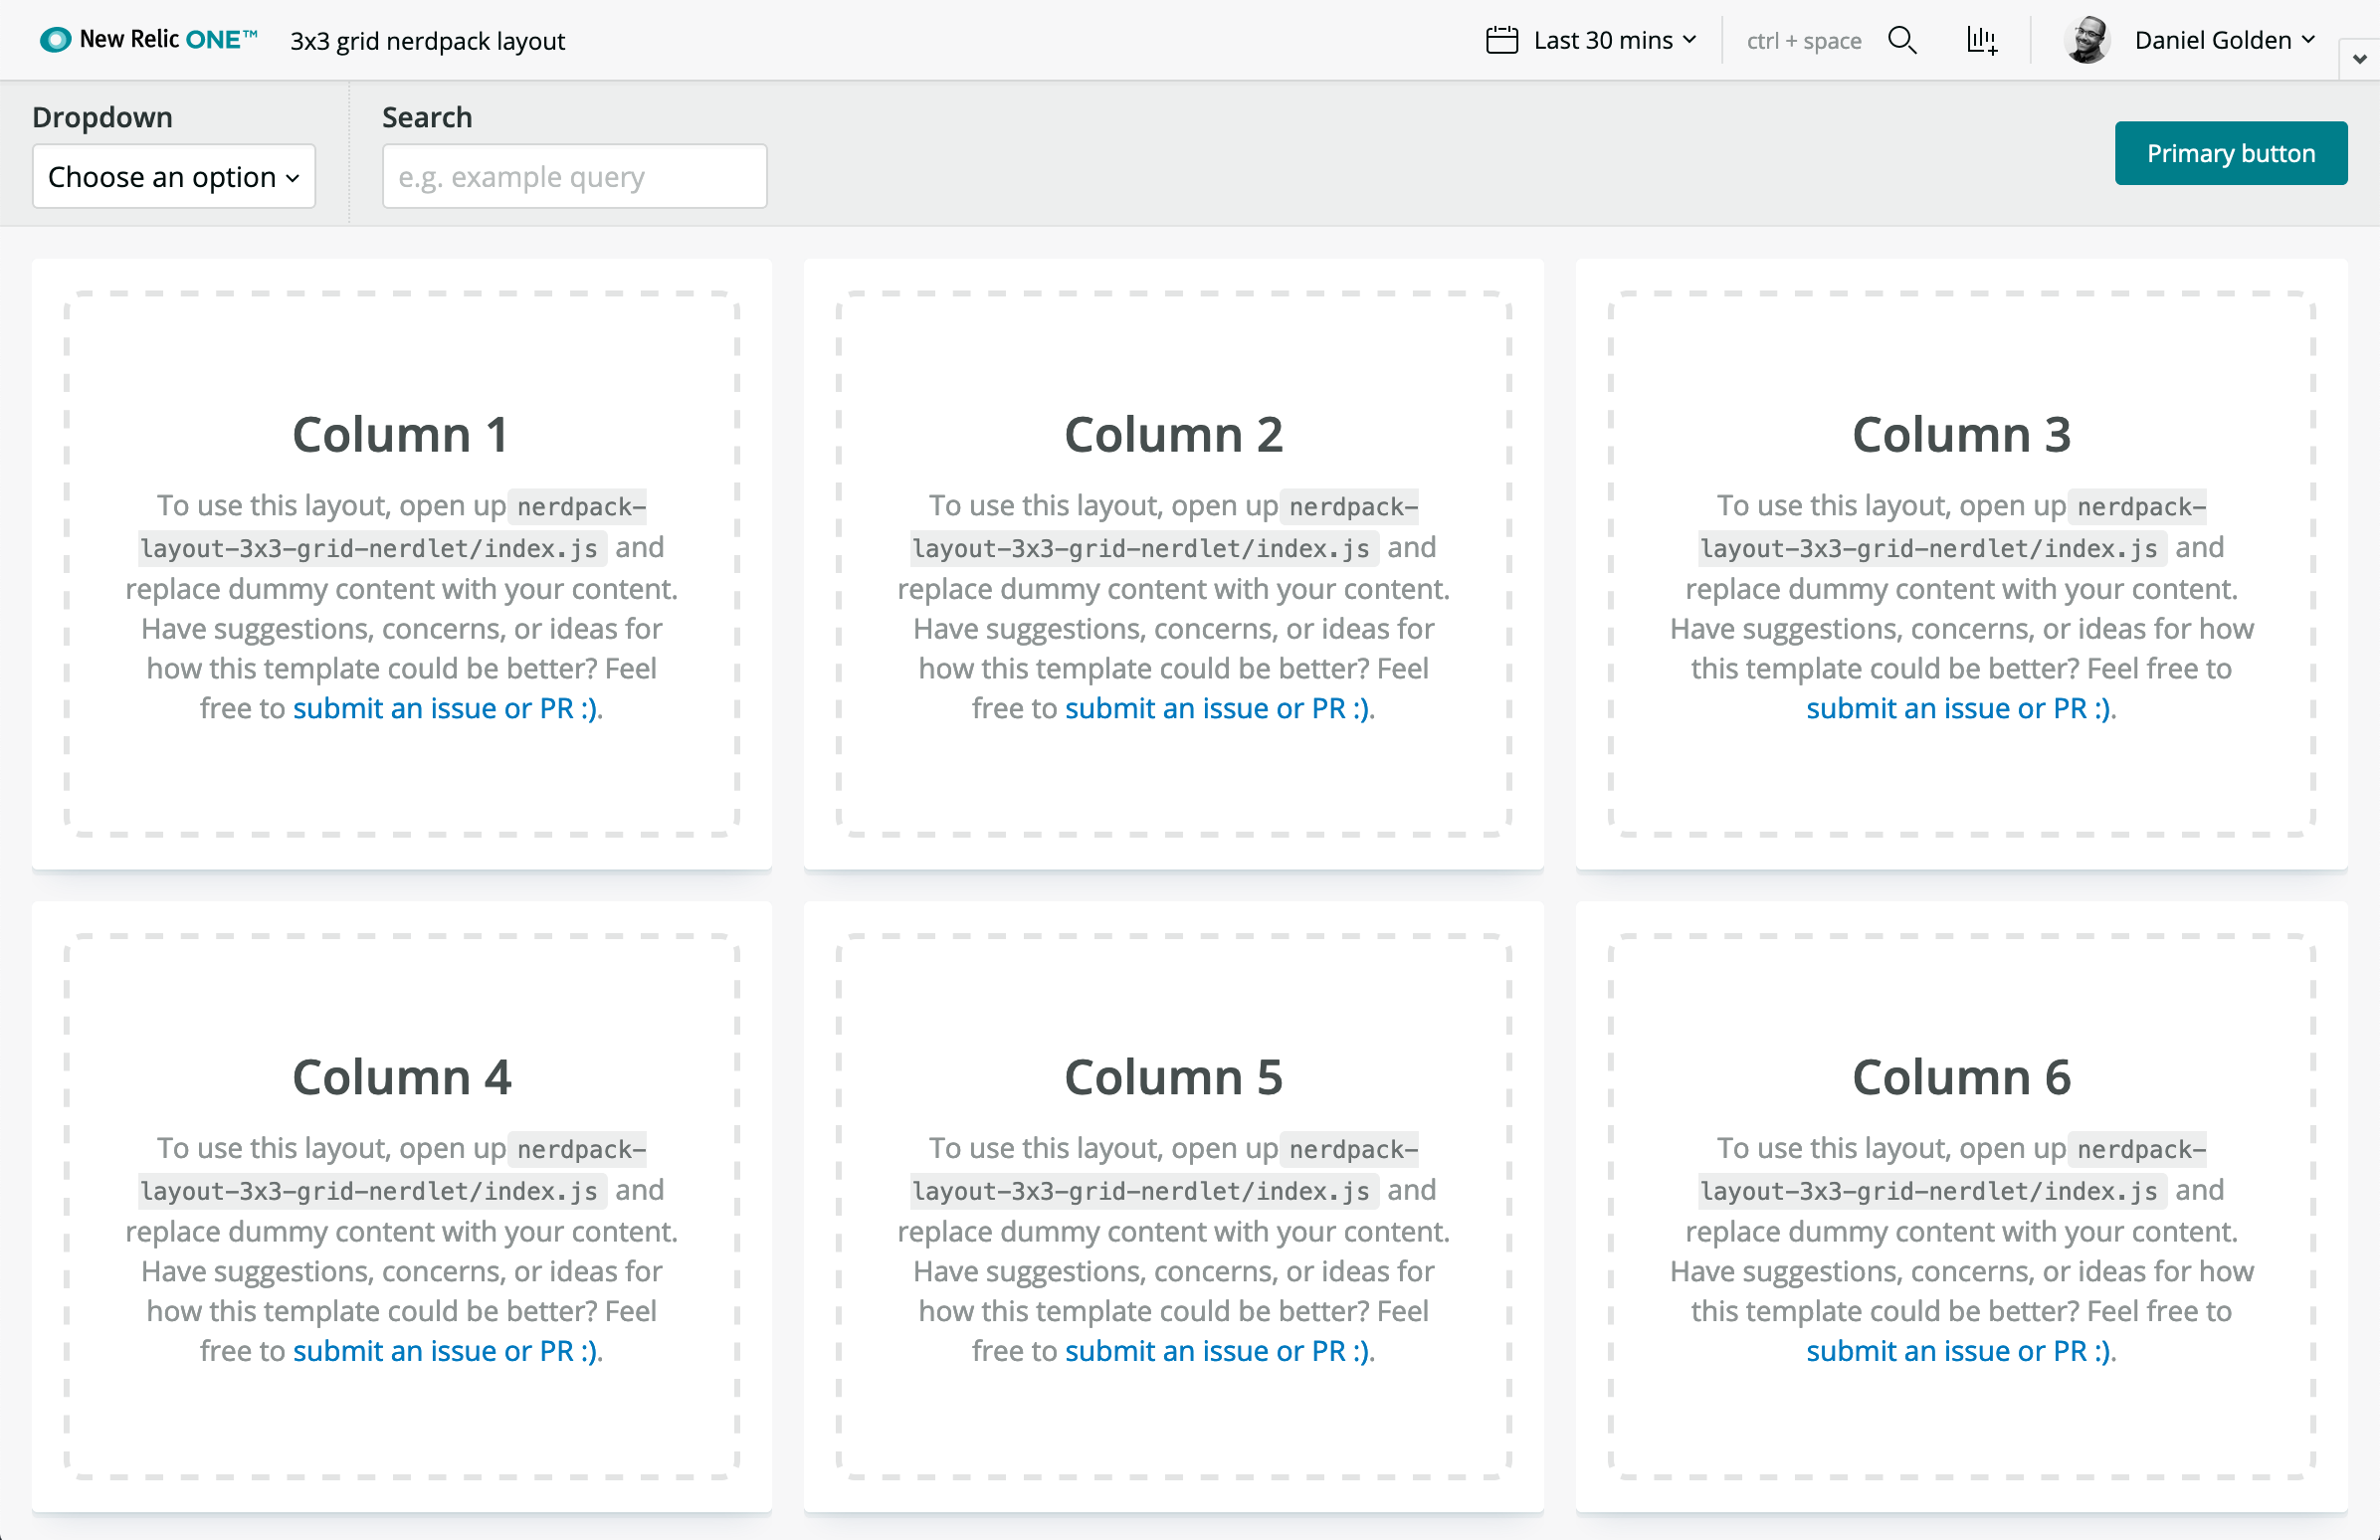 New Relic ONE™ 3x3 grid nerdpack layout Last 30 mins ctrl + space Daniel Golden
Dropdown Search
Choose an option e.g. example query Primary button
Column 1
To use this layout, open up nerdpack-
layout-3x3-grid-nerdlet/index.js and
replace dummy content with your content.
Have suggestions, concerns, or ideas for
how this template could be better? Feel
free to submit an issue or PR :).
Column 2
To use this layout, open up nerdpack-
layout-3x3-grid-nerdlet/index.js and
replace dummy content with your content.
Have suggestions, concerns, or ideas for
how this template could be better? Feel
free to submit an issue or PR :).
Column 3
To use this layout, open up nerdpack-
layout-3x3-grid-nerdlet/index.js and
replace dummy content with your content.
Have suggestions, concerns, or ideas for how
this template could be better? Feel free to
submit an issue or PR :).
Column 4
To use this layout, open up nerdpack-
layout-3x3-grid-nerdlet/index.js and
replace dummy content with your content.
Have suggestions, concerns, or ideas for
how this template could be better? Feel
free to submit an issue or PR :).
Column 5
To use this layout, open up nerdpack-
layout-3x3-grid-nerdlet/index.js and
replace dummy content with your content.
Have suggestions, concerns, or ideas for
how this template could be better? Feel
free to submit an issue or PR :).
Column 6
To use this layout, open up nerdpack-
layout-3x3-grid-nerdlet/index.js and
replace dummy content with your content.
Have suggestions, concerns, or ideas for how
this template could be better? Feel free to
submit an issue or PR :).